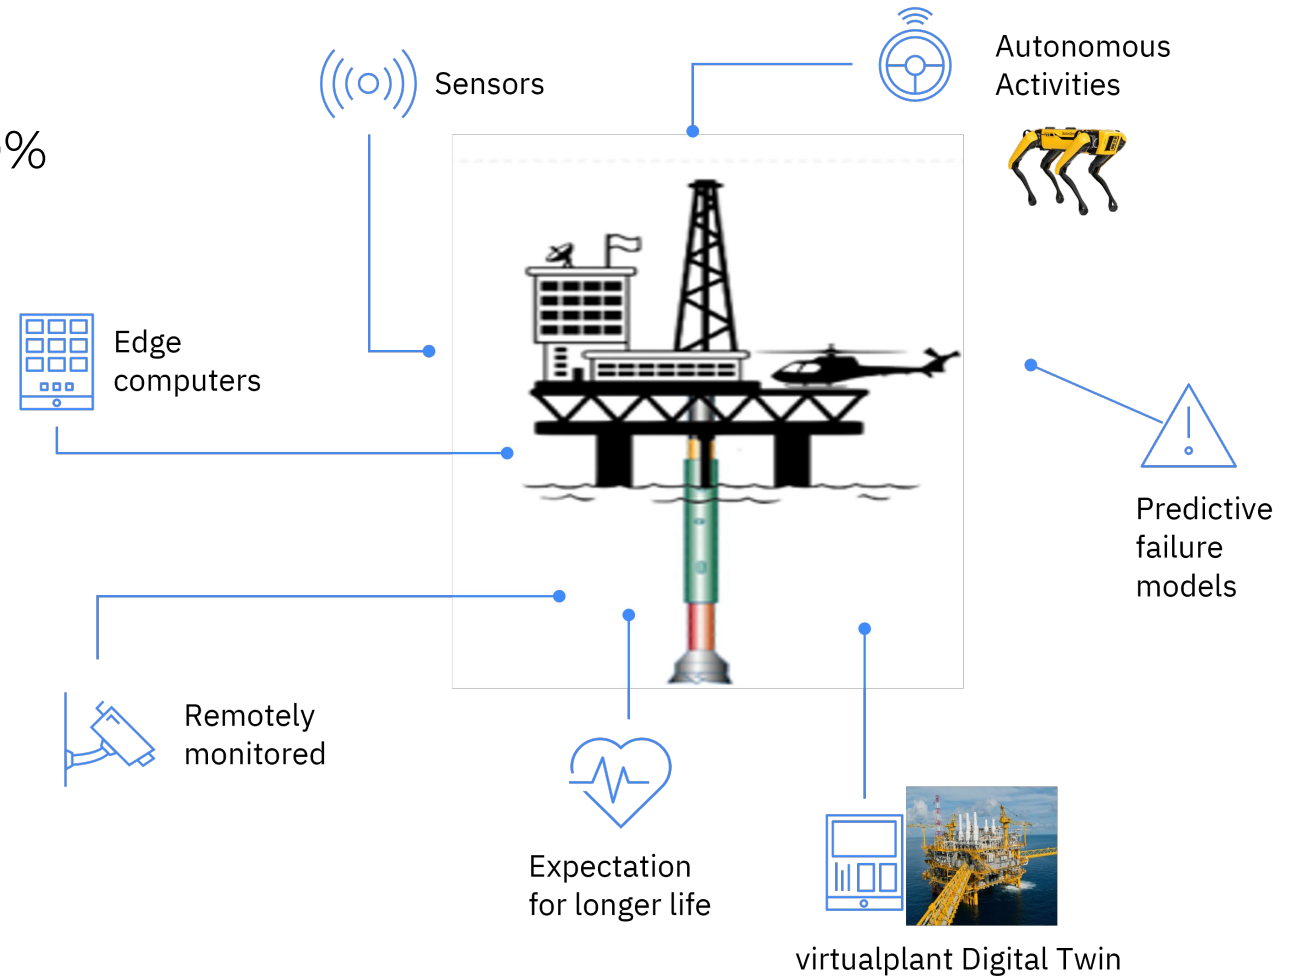 Sensors
Autonomous
Activities
%
Edge
computers
Predictive
failure
models
Remotely
monitored
Expectation
for longer life
virtualplant Digital Twin